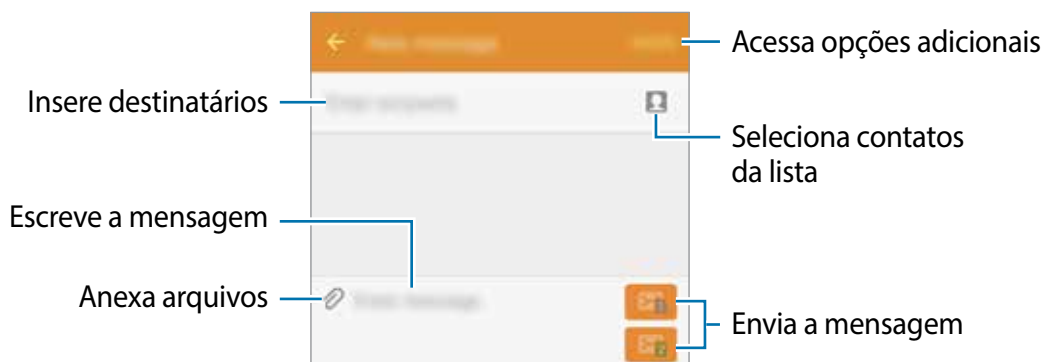 Acessa opções adicionais
Insere destinatários
Seleciona contatos
da lista
Escreve a mensagem
Anexa arquivos
Envia a mensagem